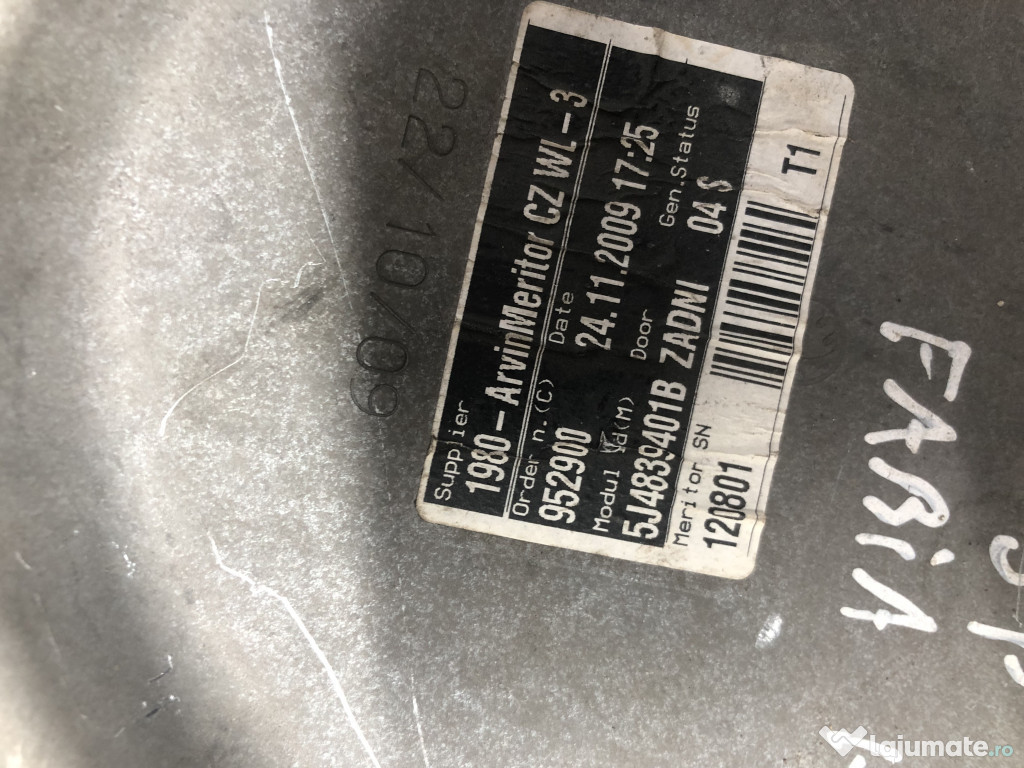 22/10/09
Supplier
1980-ArvinMeritor CZ WL-3
Order n.(C) Date
952900 24.11.2009 17:25
Modul d(M) Door Gen.Status
5J4839401B ZADNI 04 S
Meritor SN
120801 T1
FABiA
lajumate.ro